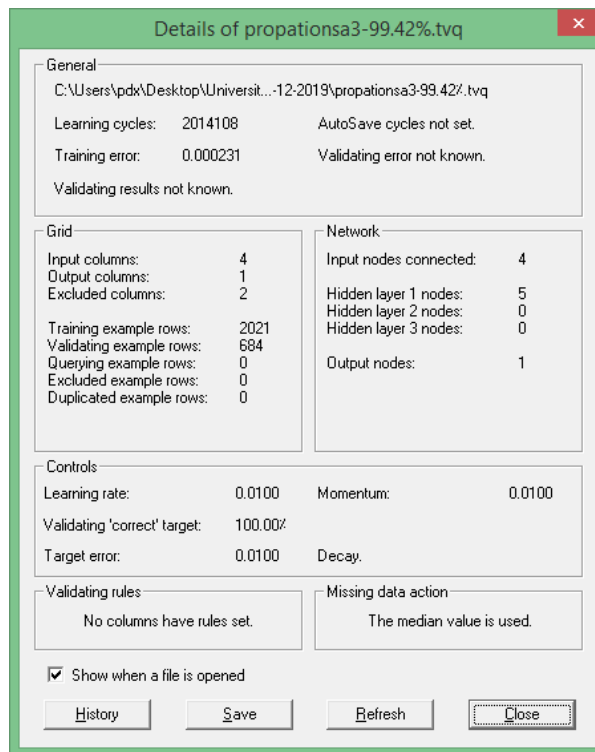 Details of propationsa3-99.42%.tvq
General
C:\Users\pdx\Desktop\Universit...-12-2019\propationsa3-99.42%.tvq
Learning cycles: 2014108 AutoSave cycles not set.
Training error: 0.000231 Validating error not known.
Validating results not known.
Grid
Input columns: 4
Output columns: 1
Excluded columns: 2
Training example rows: 2021
Validating example rows: 684
Querying example rows: 0
Excluded example rows: 0
Duplicated example rows: 0
Network
Input nodes connected: 4
Hidden layer 1 nodes: 5
Hidden layer 2 nodes: 0
Hidden layer 3 nodes: 0
Output nodes: 1
Controls
Learning rate: 0.0100 Momentum: 0.0100
Validating 'correct' target: 100.00%
Target error: 0.0100 Decay.
Validating rules
No columns have rules set.
Missing data action
The median value is used.
Show when a file is opened
History Save Refresh Close